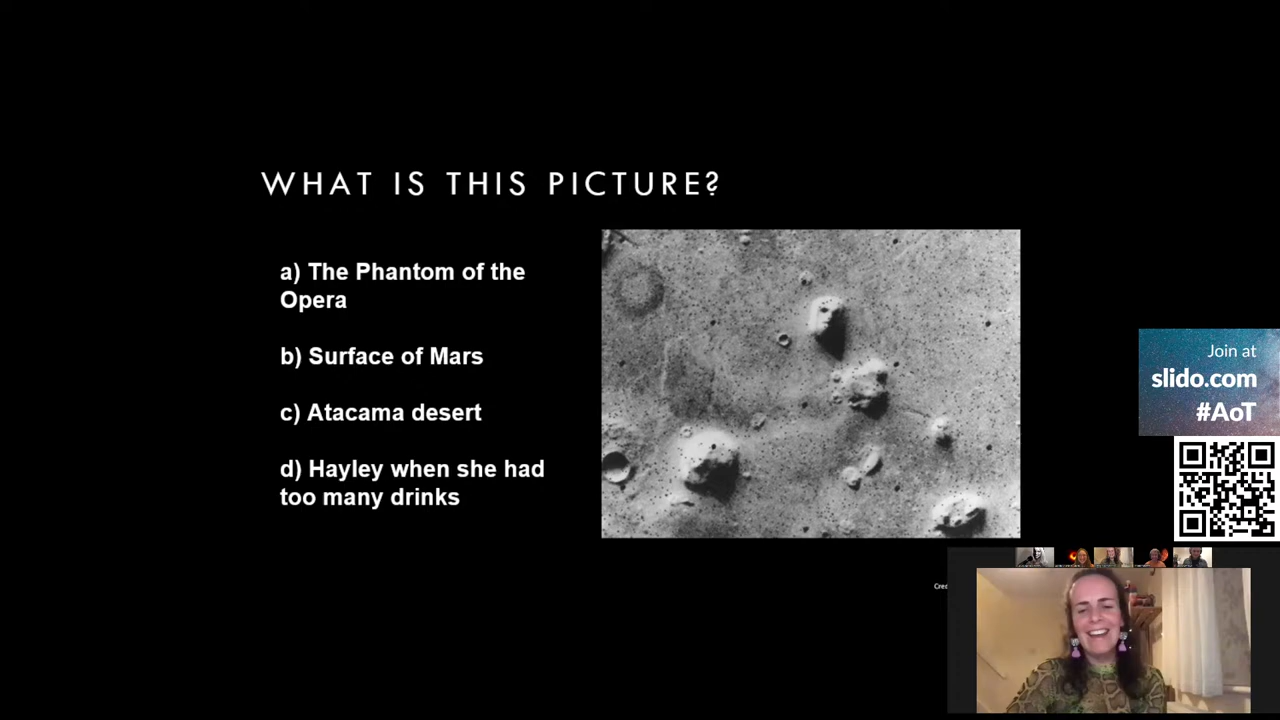 WHAT IS THIS PICTURE?
a) The Phantom of the
Opera
b) Surface of Mars
c) Atacama desert
d) Hayley when she had
too many drinks
Join at
slido.com
#AoT